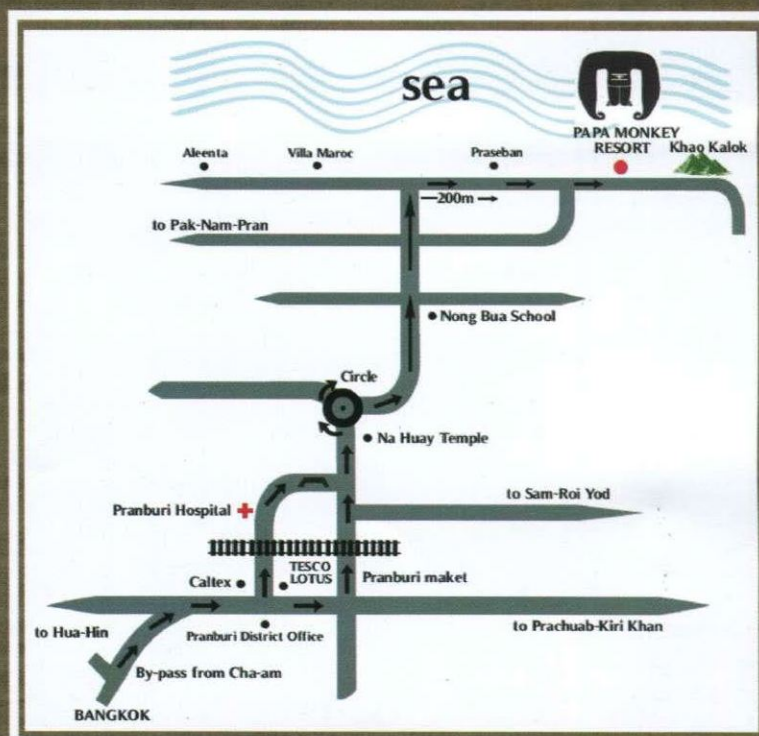 sea
PAPA MONKEY
RESORT
Khao Kalok
Aleenta
Villa Maroc
Praseban
200m
to Pak-Nam-Pran
Nong Bua School
Circle
Na Huay Temple
Pranburi Hospital
to Sam-Roi Yod
TESCO
LOTUS
Caltex
Pranburi maket
to Hua-Hin
Pranburi District Office
to Prachuab-Kiri Khan
By-pass from Cha-am
BANGKOK